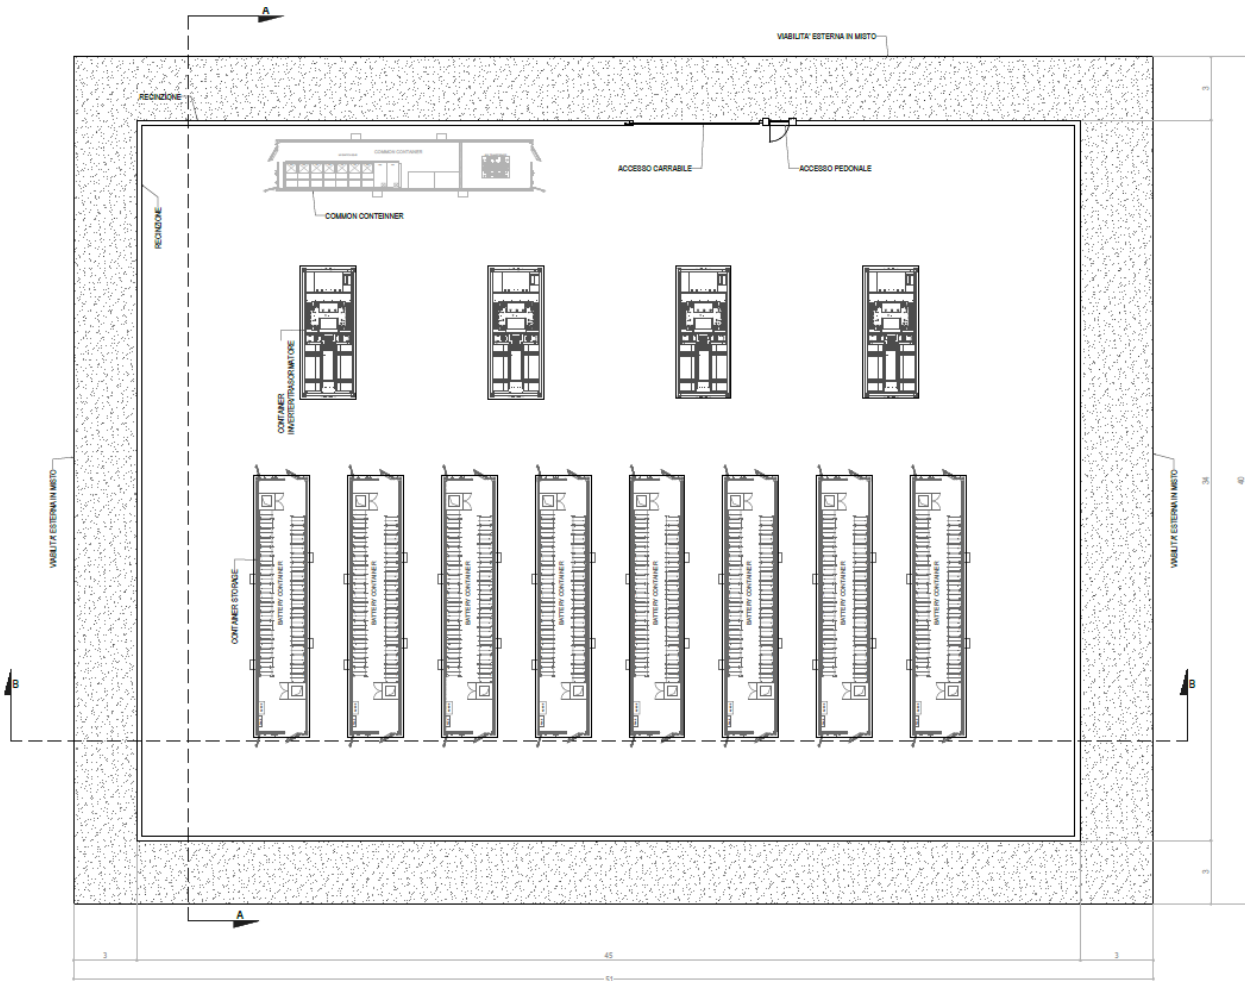 A
VIABILITA' ESTERNA IN MISTO
RECINZIONE
3
COMMON CONTAINER
ACCESSO CARRABILE
ACCESSO PEDONALE
COMMON CONTEINNER
RECINZIONE
CONTAINER
INVERTER/TRASORMATORE
VIABILITA' ESTERNA IN MISTO
VIABILITA' ESTERNA IN MISTO
34
40
CONTAINER STORAGE
BATTERY CONTAINER
BATTERY CONTAINER
BATTERY CONTAINER
BATTERY CONTAINER
BATTERY CONTAINER
BATTERY CONTAINER
BATTERY CONTAINER
BATTERY CONTAINER
B
B
3
A
3
45
3
51